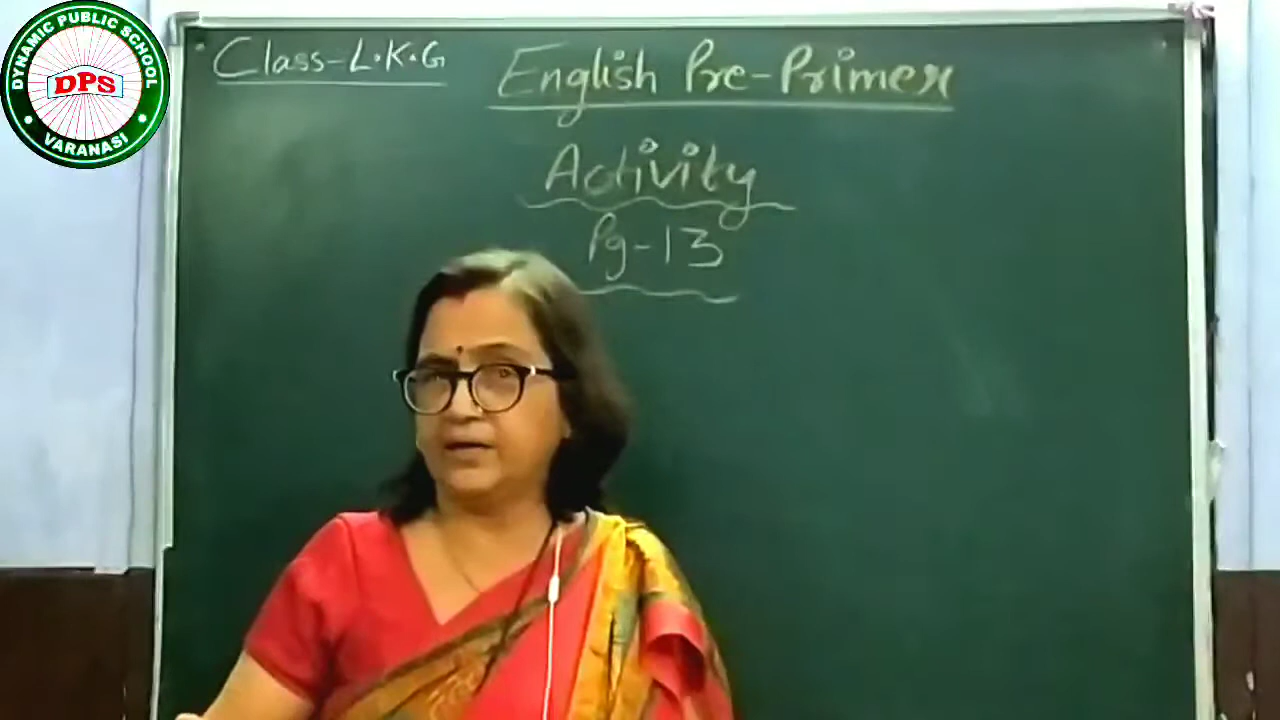 DYNAMIC PUBLIC SCHOOL
DPS
VARANASI
Class-L.K.G
English Pre-Primer
Activity
Pg-13